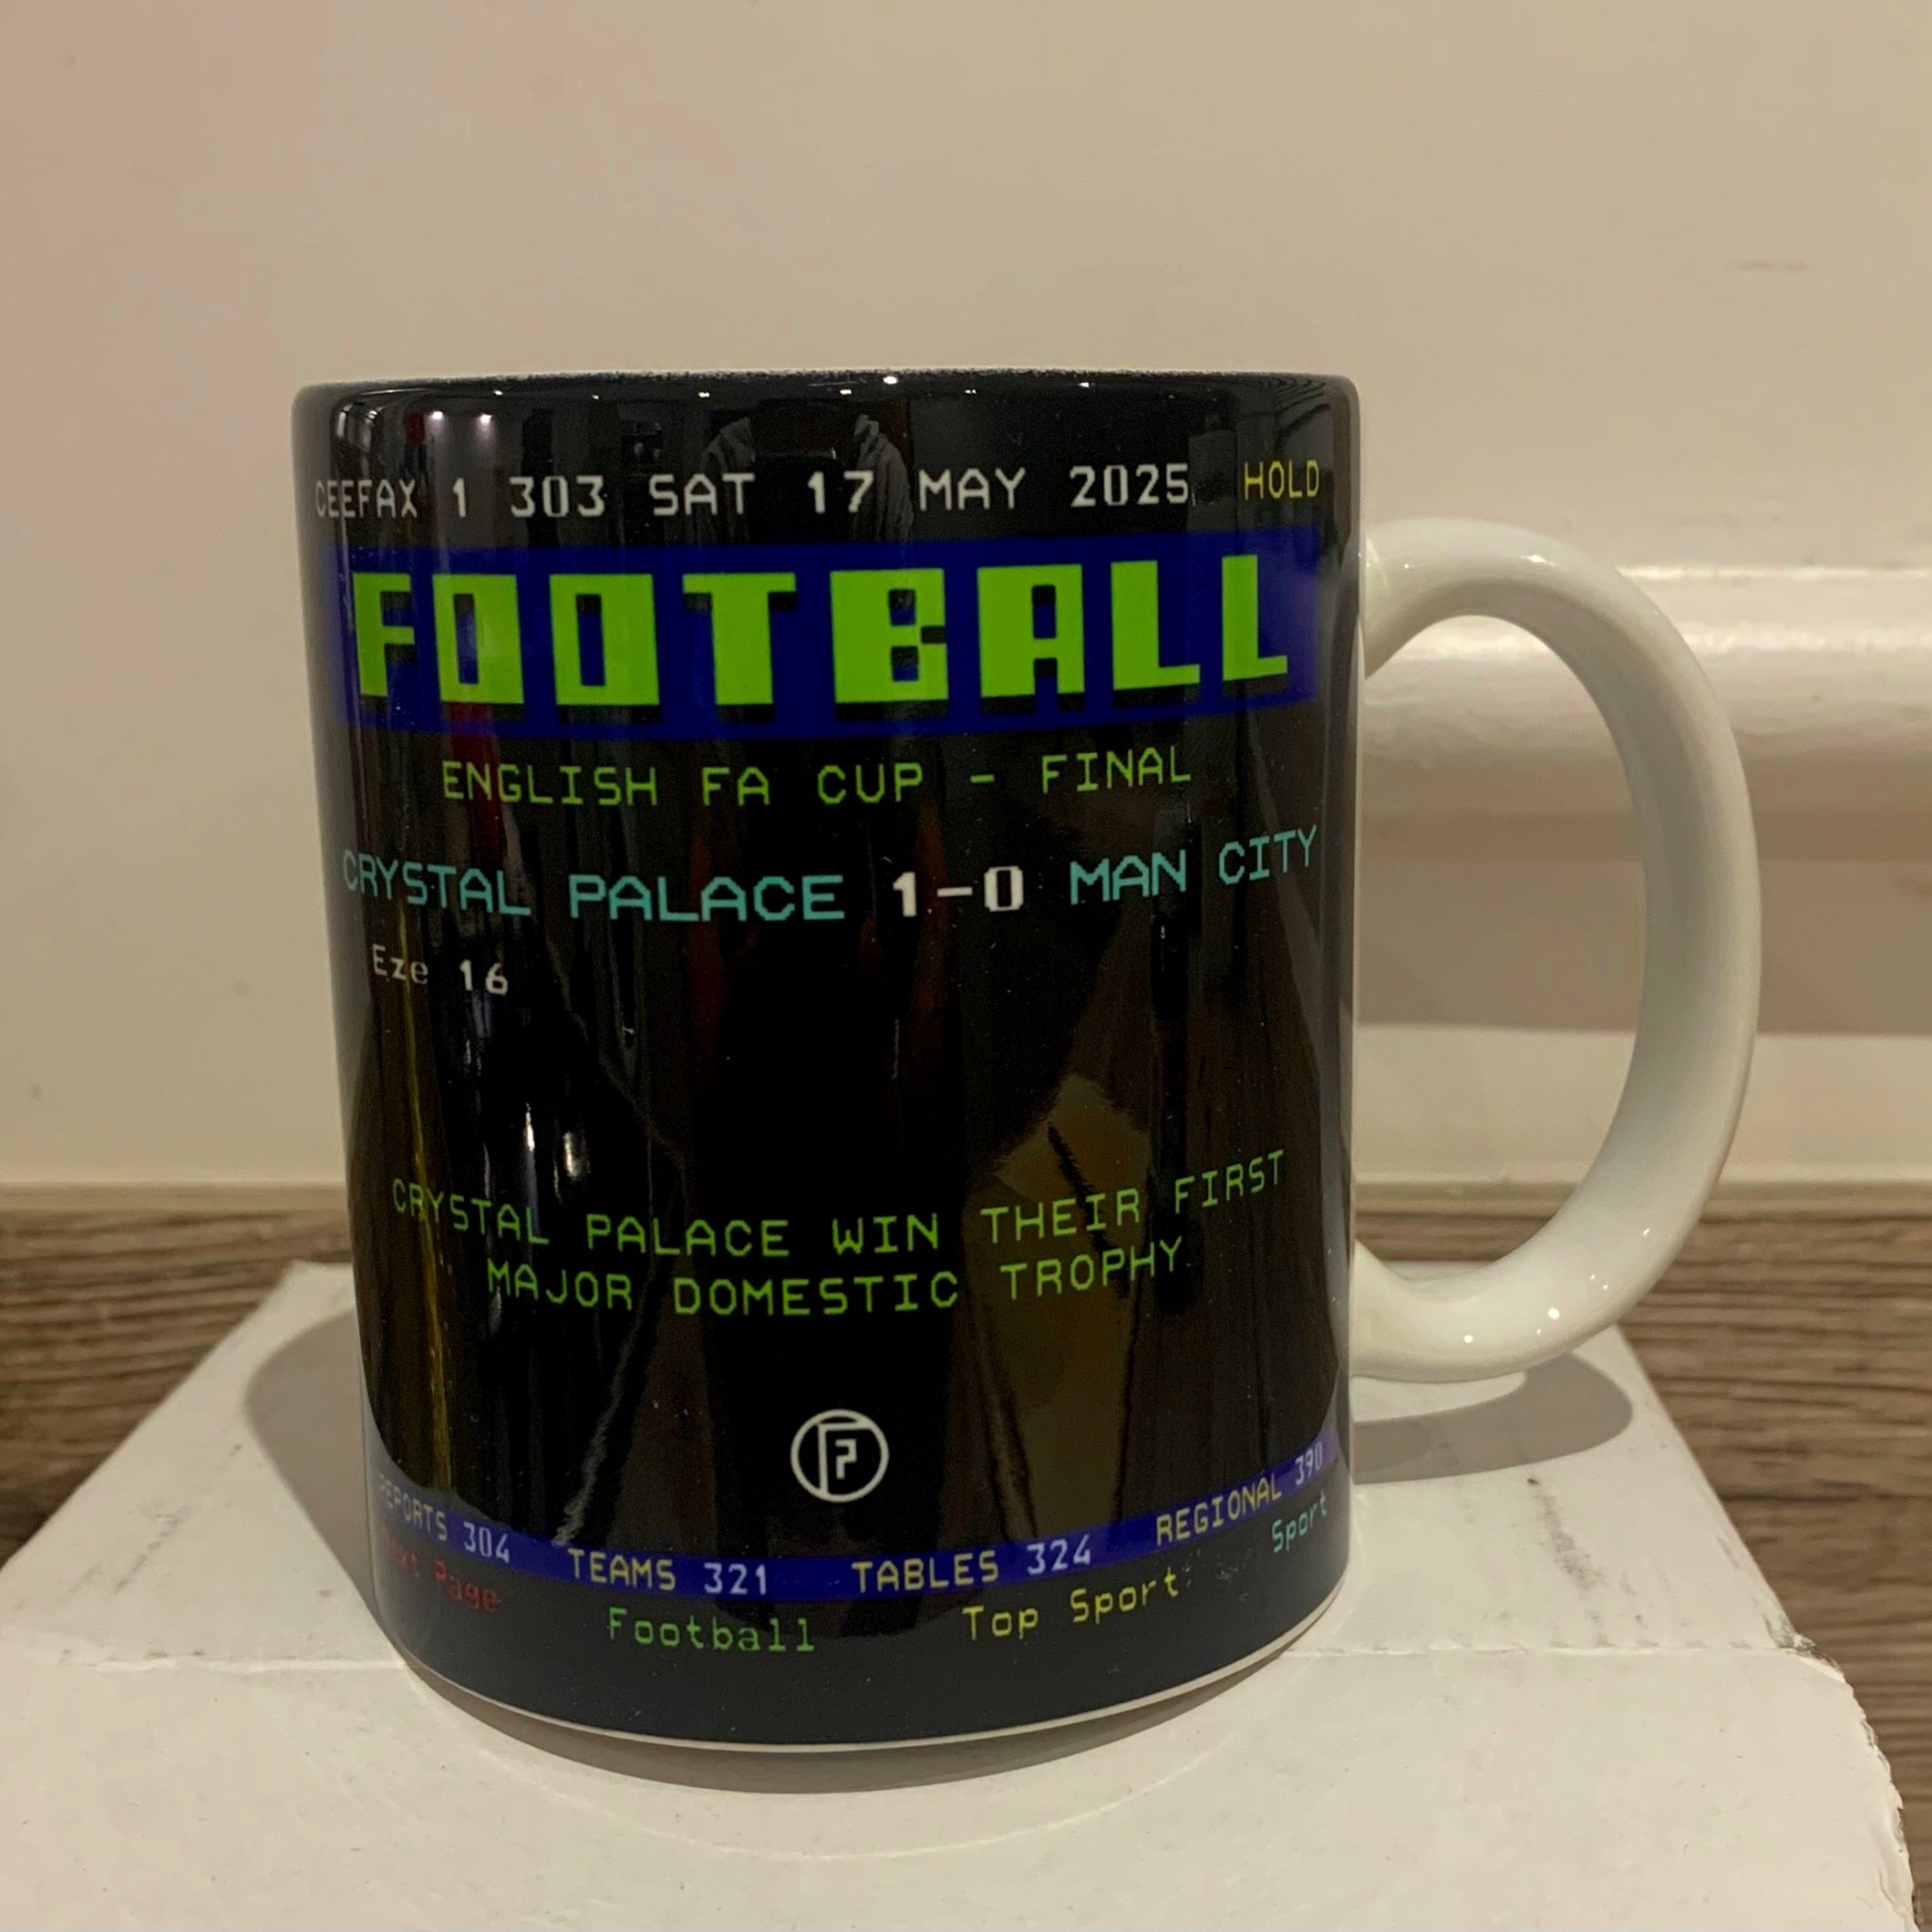 CEEFAX 1 303 SAT 17 MAY 2025 HOLD
FOOTBALL
ENGLISH FA CUP - FINAL
CRYSTAL PALACE 1-0 MAN CITY
Eze 16
CRYSTAL PALACE WIN THEIR FIRST
MAJOR DOMESTIC TROPHY
REPORTS 304 TEAMS 321 TABLES 324 REGIONAL 390
Next Page Football Top Sport Sport